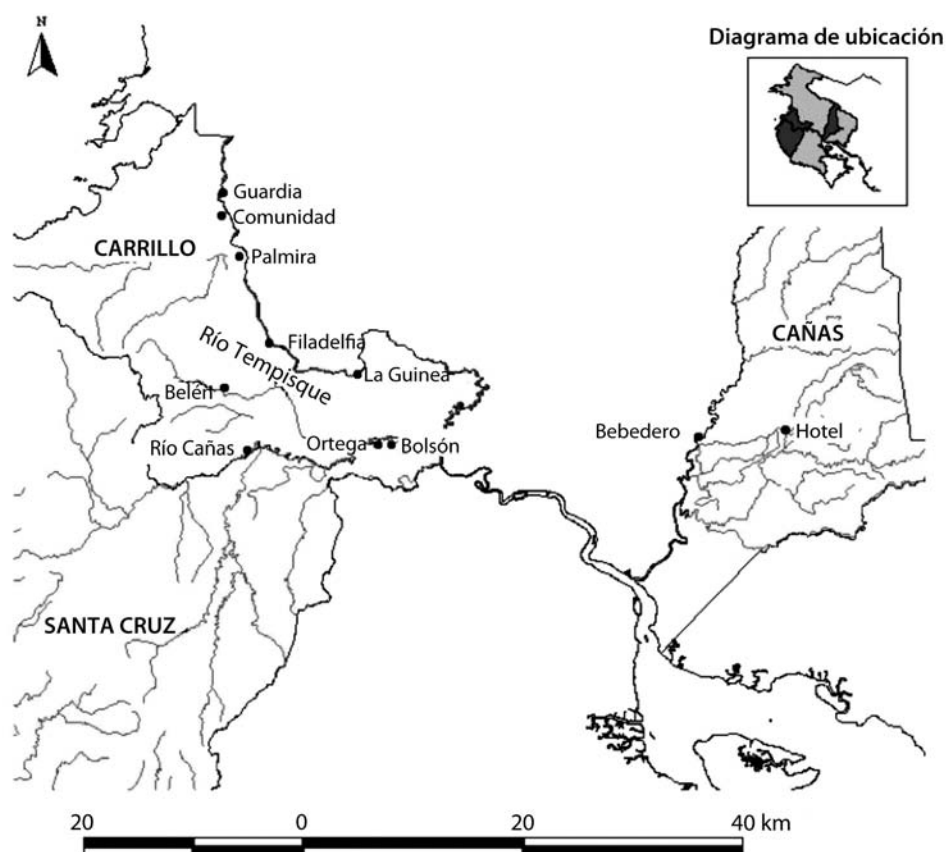 N
Diagrama de ubicación
Guardia
Comunidad
CARRILLO
Palmira
CAÑAS
Filadelfia
Río Tempisque
La Guinea
Belén
Bebedero
Hotel
Río Cañas
Ortega
Bolsón
SANTA CRUZ
20 0 20 40 km